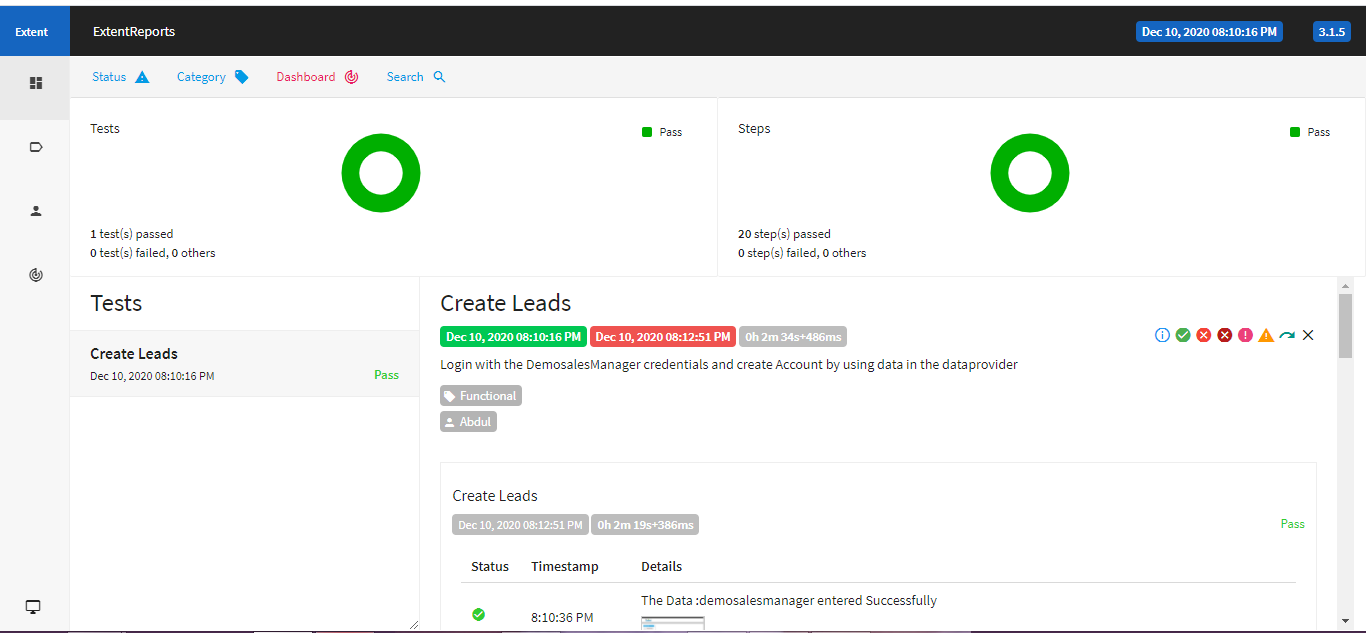 Extent
ExtentReports
Dec 10, 2020 08:10:16 PM
3.1.5
Status
Category
Dashboard
Search
Tests
Pass
1 test(s) passed
0 test(s) failed, 0 others
Steps
Pass
20 step(s) passed
0 step(s) failed, 0 others
Tests
Create Leads
Dec 10, 2020 08:10:16 PM
Pass
Create Leads
Dec 10, 2020 08:10:16 PM Dec 10, 2020 08:12:51 PM 0h 2m 34s+486ms
Login with the DemosalesManager credentials and create Account by using data in the dataprovider
Functional
Abdul
Create Leads
Dec 10, 2020 08:12:51 PM 0h 2m 19s+386ms
Pass
Status Timestamp Details
The Data :demosalesmanager entered Successfully
8:10:36 PM